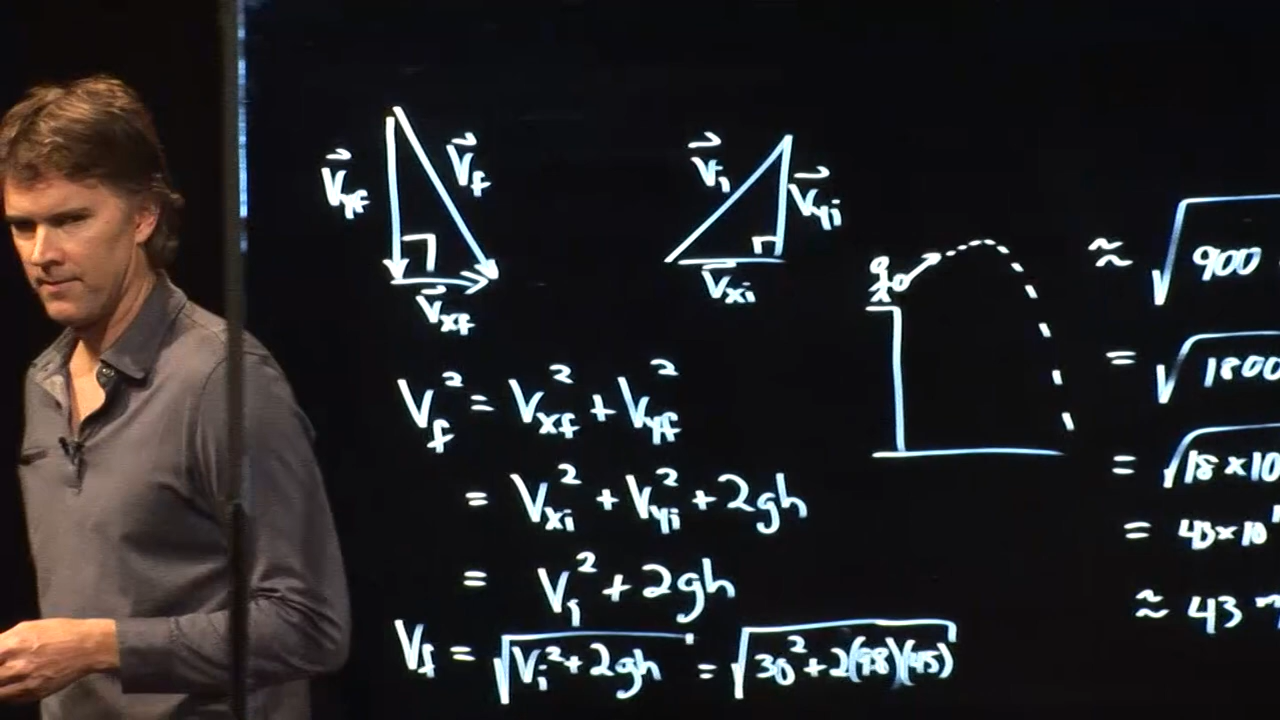 V⃗yf
V⃗f
V⃗xf
V⃗i
V⃗yi
V⃗xi
Vf² = Vxf² + Vyf²
= Vxi² + Vyi² + 2gh
= Vi² + 2gh
Vf = √(Vi² + 2gh) = √(30² + 2(9.8)(45))
≈ √900
= √1800
= √18 × 10
= 43 × 10
≈ 43